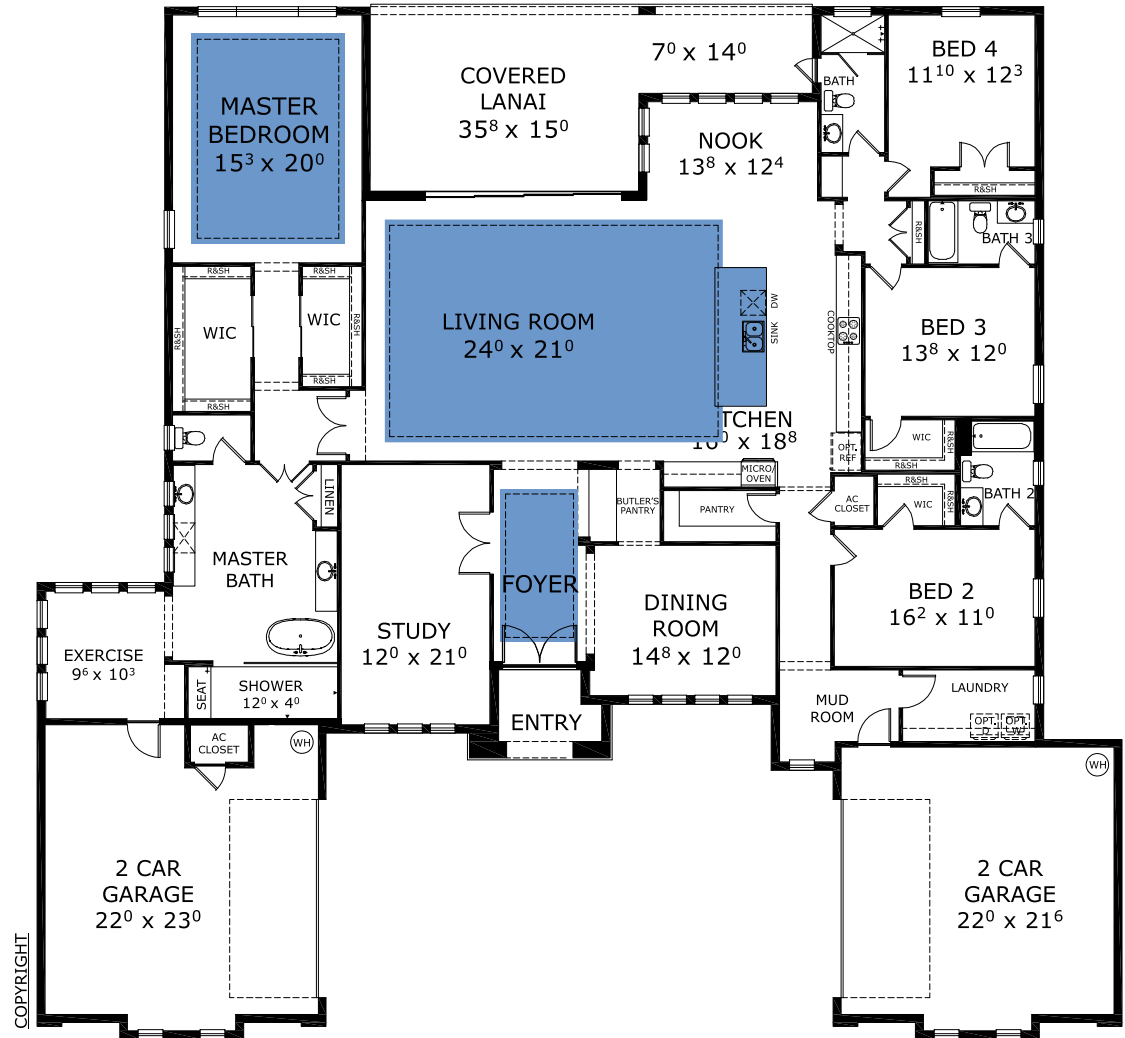 MASTER
BEDROOM
15³ x 20⁰
COVERED
LANAI
35⁸ x 15⁰
7⁰ x 14⁰
NOOK
13⁸ x 12⁴
BATH
BED 4
11¹⁰ x 12³
R&SH
R&SH
BATH 3
R&SH
WIC
R&SH
R&SH
R&SH
WIC
R&SH
R&SH
LIVING ROOM
24⁰ x 21⁰
DW
SINK
COOKTOP
BED 3
13⁸ x 12⁰
TCHEN
16⁰ x 18⁸
OPT.
REF
WIC
R&SH
R&SH
MICRO/
OVEN
R&SH
WIC
R&SH
BATH 2
LINEN
BUTLER'S
PANTRY
PANTRY
AC
CLOSET
MASTER
BATH
FOYER
BED 2
16² x 11⁰
STUDY
12⁰ x 21⁰
DINING
ROOM
14⁸ x 12⁰
EXERCISE
9⁶ x 10³
SEAT
SHOWER
12⁰ x 4⁰
ENTRY
MUD
ROOM
LAUNDRY
OPT.
D
OPT.
W
AC
CLOSET
WH
WH
2 CAR
GARAGE
22⁰ x 23⁰
2 CAR
GARAGE
22⁰ x 21⁶
COPYRIGHT